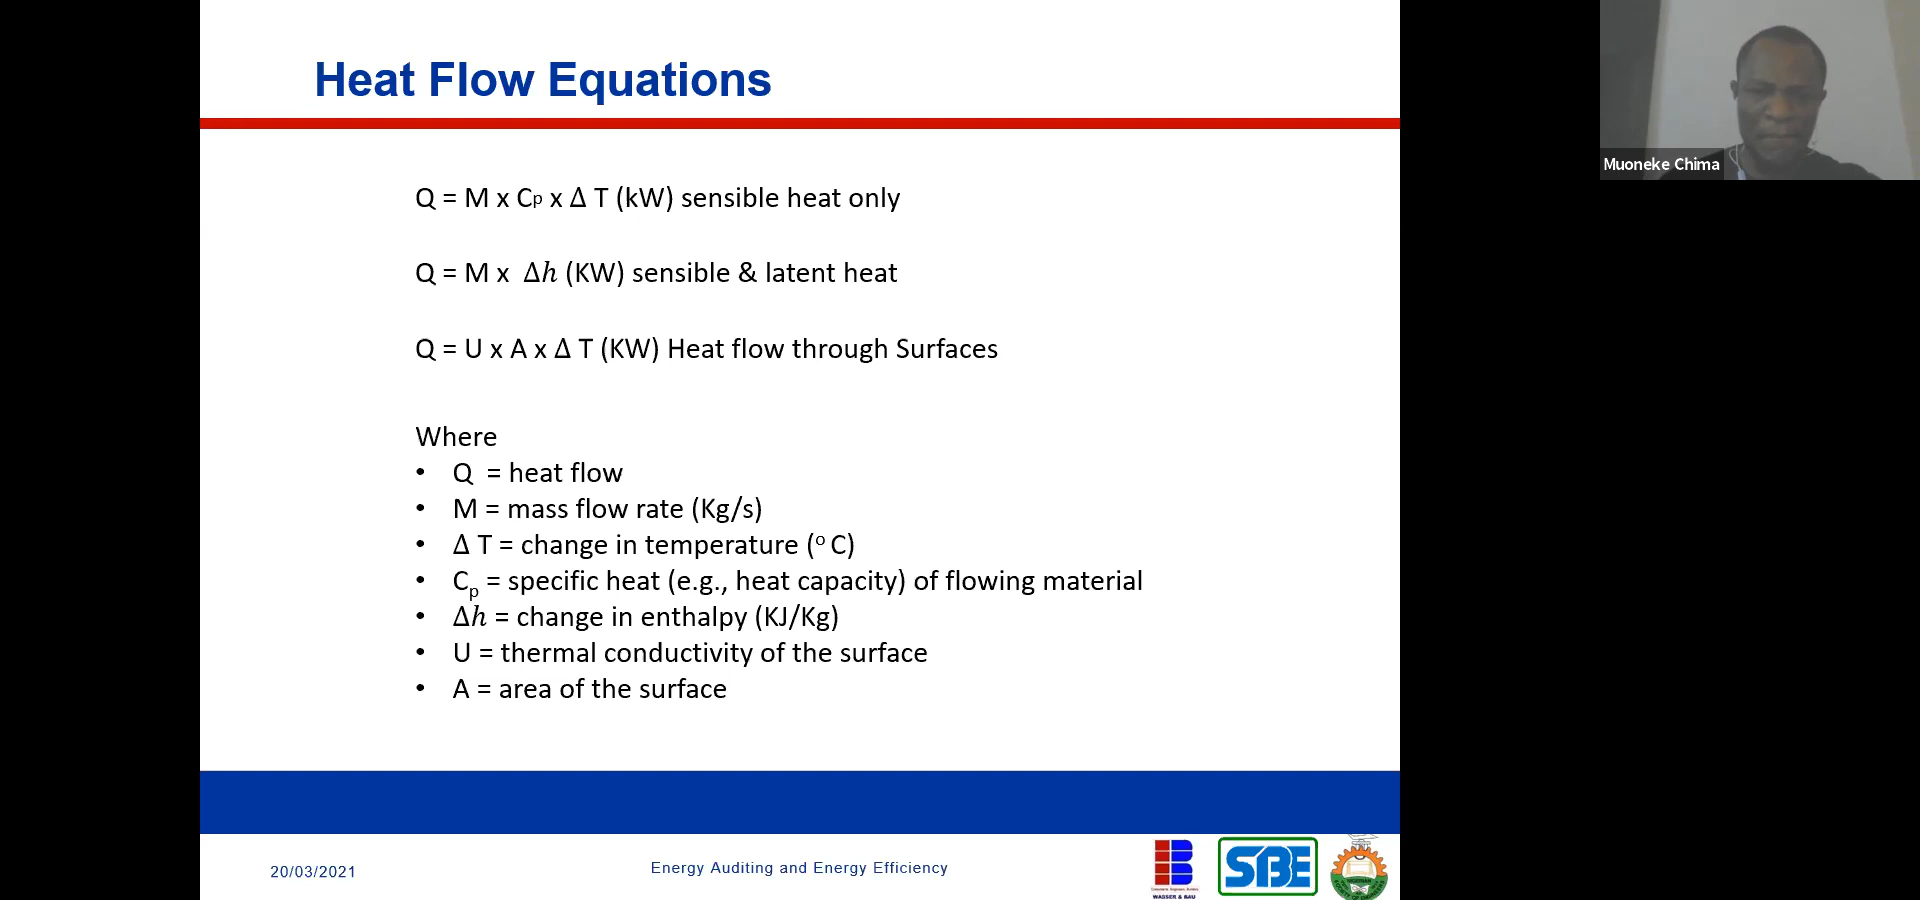 Heat Flow Equations
Muoneke Chima
Q = M x Cp x Δ T (kW) sensible heat only
Q = M x Δh (KW) sensible & latent heat
Q = U x A x Δ T (KW) Heat flow through Surfaces
Where
• Q = heat flow
• M = mass flow rate (Kg/s)
• Δ T = change in temperature (° C)
• Cp = specific heat (e.g., heat capacity) of flowing material
• Δh = change in enthalpy (KJ/Kg)
• U = thermal conductivity of the surface
• A = area of the surface
20/03/2021
Energy Auditing and Energy Efficiency
WASSER & BAU
SBE